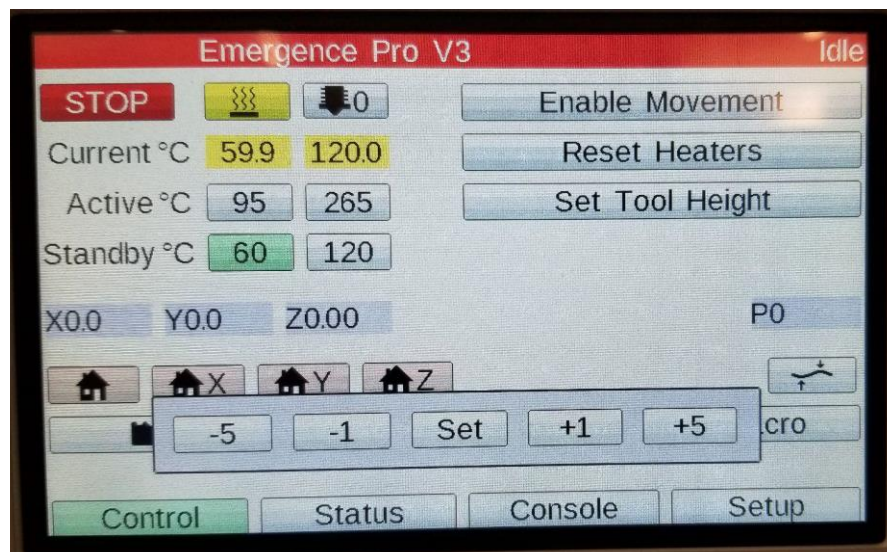 Emergence Pro V3 Idle
STOP 0 Enable Movement
Current °C 59.9 120.0 Reset Heaters
Active °C 95 265 Set Tool Height
Standby °C 60 120
X0.0 Y0.0 Z0.00 P0
X Y Z
-5 -1 Set +1 +5 cro
Control Status Console Setup